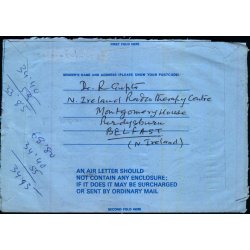 FIRST FOLD HERE
SENDER'S NAME AND ADDRESS (PLEASE SHOW YOUR POSTCODE)
Dr. R Gupta
N. Ireland Radiotherapy Centre
Montgomery House
BELFAST
(N. Ireland)
AN AIR LETTER SHOULD
NOT CONTAIN ANY ENCLOSURE;
IF IT DOES IT MAY BE SURCHARGED
OR SENT BY ORDINARY MAIL
SECOND FOLD HERE